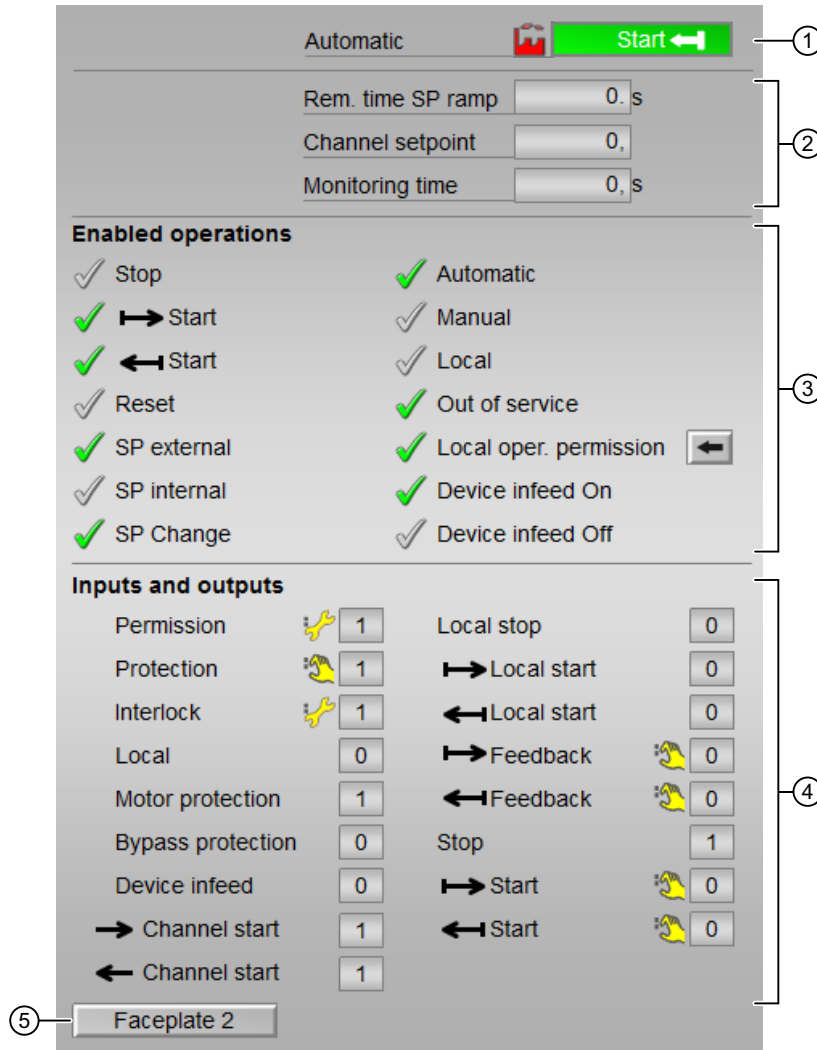 Automatic Start 1
Rem. time SP ramp 0. s
Channel setpoint 0, 2
Monitoring time 0, s
Enabled operations
Stop Automatic
Start Manual
Start Local
Reset Out of service 3
SP external Local oper. permission
SP internal Device infeed On
SP Change Device infeed Off
Inputs and outputs
Permission 1 Local stop 0
Protection 1 Local start 0
Interlock 1 Local start 0
Local 0 Feedback 0
Motor protection 1 Feedback 0 4
Bypass protection 0 Stop 1
Device infeed 0 Start 0
Channel start 1 Start 0
Channel start 1
5 Faceplate 2